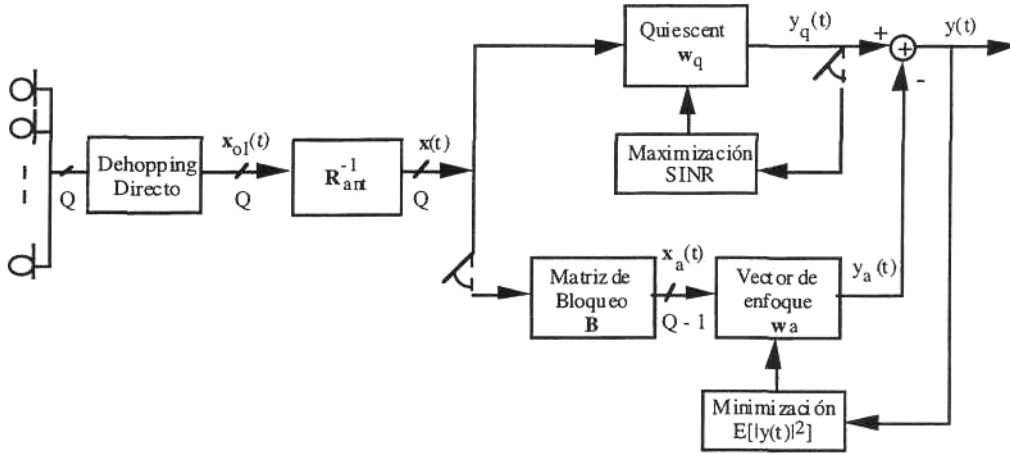 Quiescent
w_q
y_q(t)
+
+
y(t)
-
Maximización
SINR
Dehopping
Directo
Q
x_o1(t)
Q
R_ant^-1
x(t)
Q
Matriz de
Bloqueo
B
x_a(t)
Q - 1
Vector de
enfoque
w a
y_a(t)
Minimización
E[|y(t)|^2]